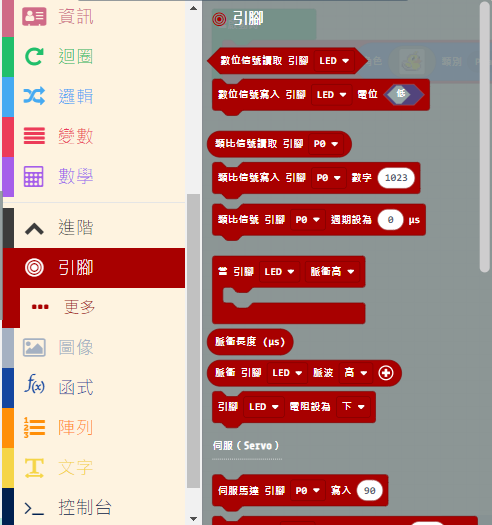 資訊
迴圈
邏輯
變數
數學
進階
引腳
更多
圖像
函式
陣列
文字
控制台
引腳
數位信號讀取 引腳 LED
數位信號寫入 引腳 LED 電位 低
類比信號讀取 引腳 P0
類比信號寫入 引腳 P0 數字 1023
類比信號 引腳 P0 週期設為 0 μs
當 引腳 LED 脈衝高
脈衝長度 (μs)
脈衝 引腳 LED 脈波 高
引腳 LED 電阻設為 下
伺服 (Servo)
伺服馬達 引腳 P0 寫入 90